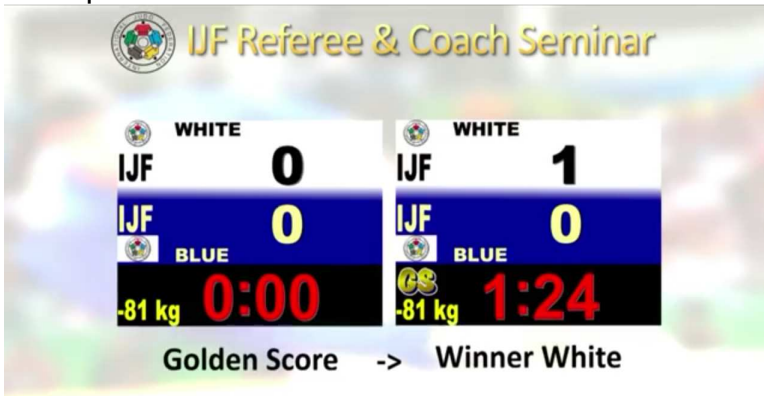 IJF Referee & Coach Seminar
WHITE
IJF 0
IJF 0
BLUE
-81 kg 0:00
WHITE
IJF 1
IJF 0
BLUE
GS
-81 kg 1:24
Golden Score -> Winner White